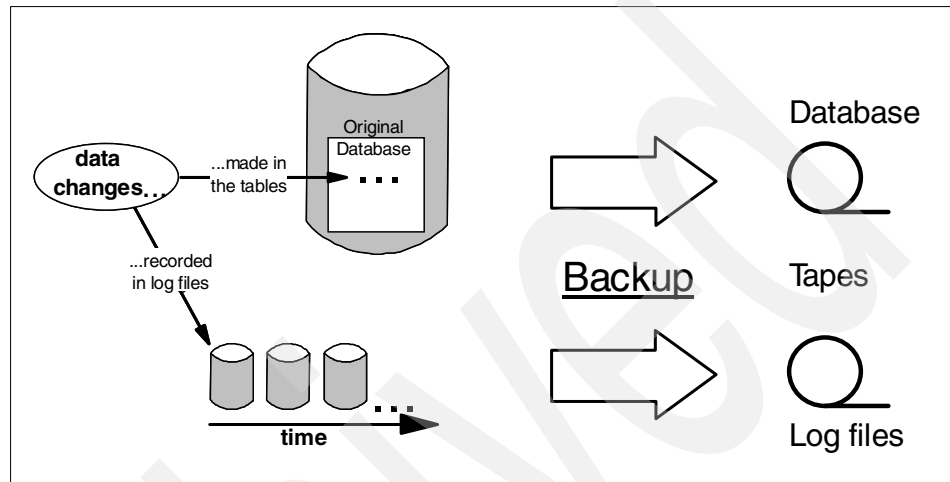 data
changes...
...made in
the tables
Original
Database
...
...recorded
in log files
...
time
Backup
Database
Tapes
Log files